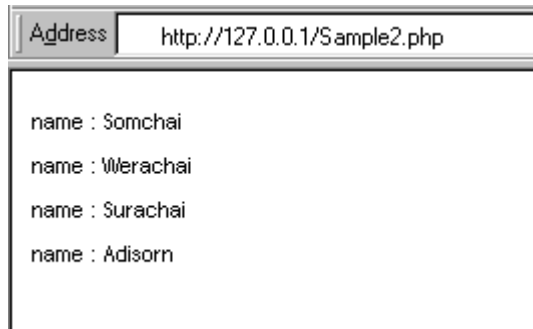 Address http://127.0.0.1/Sample2.php
name : Somchai
name : Werachai
name : Surachai
name : Adisorn